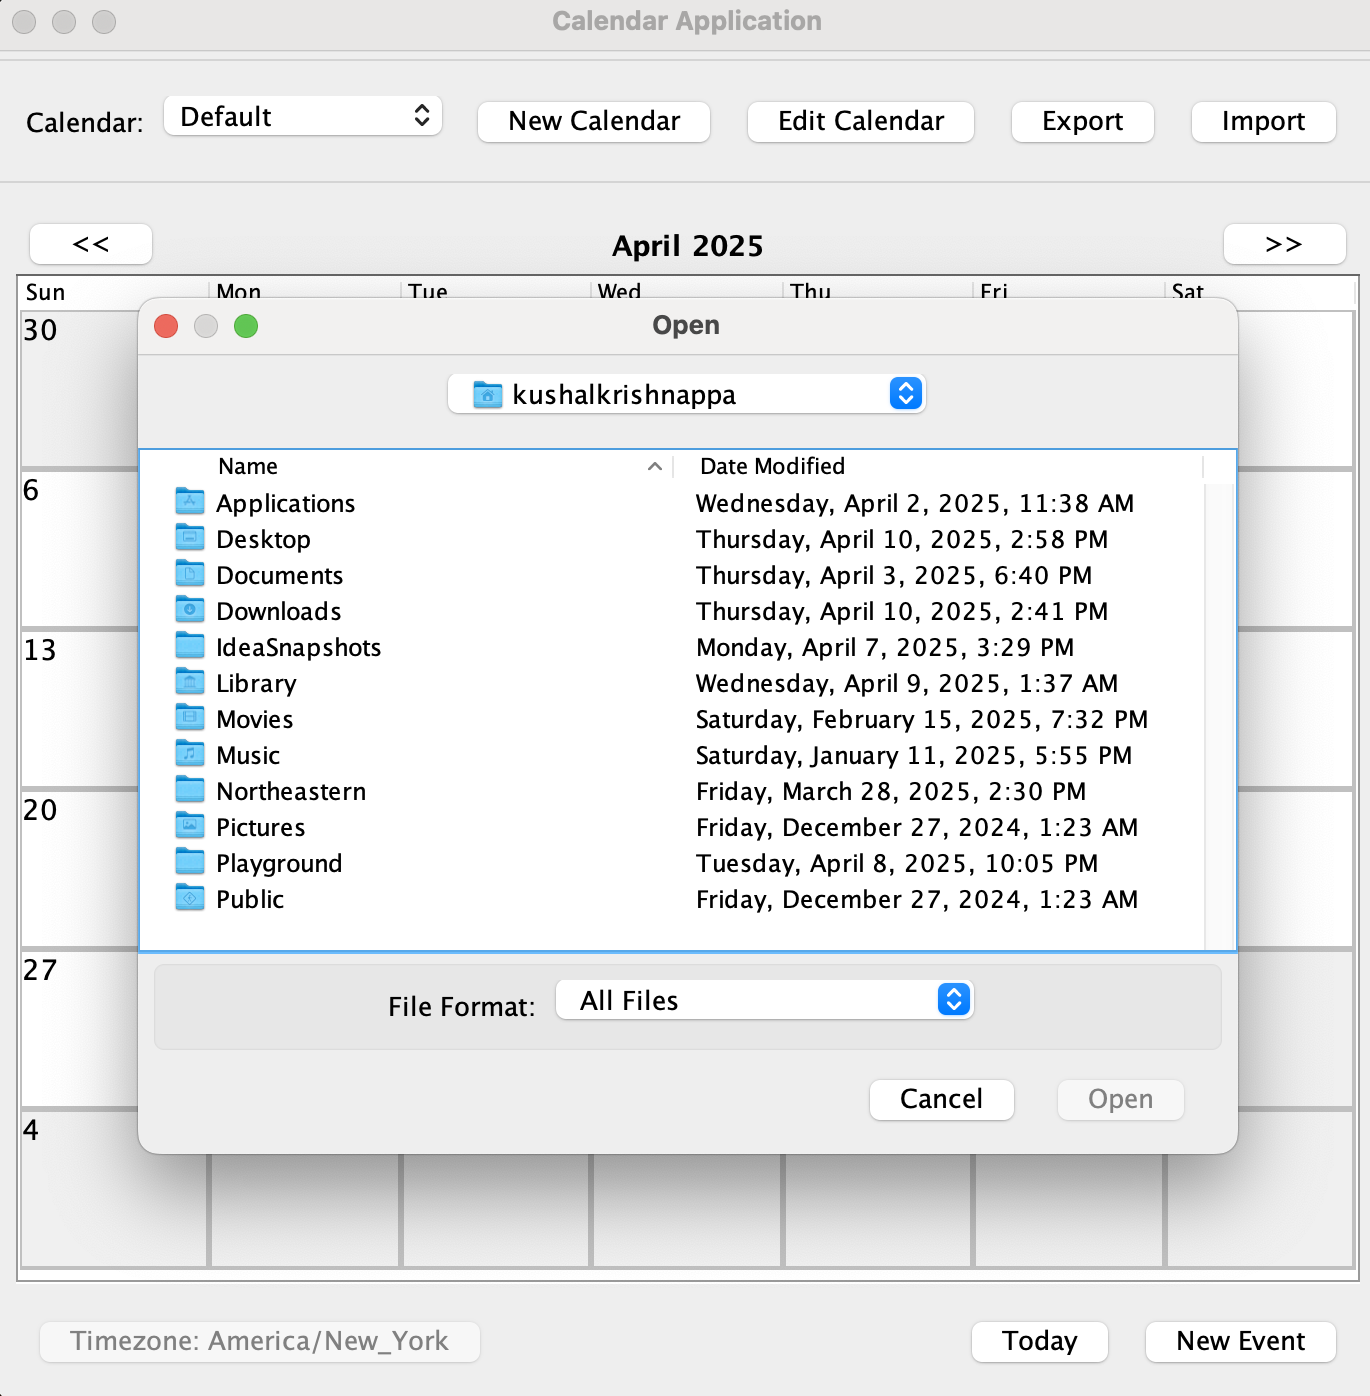 Calendar Application
Calendar: Default New Calendar Edit Calendar Export Import
<< April 2025 >>
Sun Mon Tue Wed Thu Fri Sat
30
6
13
20
27
4
Open
kushalkrishnappa
Name Date Modified
Applications Wednesday, April 2, 2025, 11:38 AM
Desktop Thursday, April 10, 2025, 2:58 PM
Documents Thursday, April 3, 2025, 6:40 PM
Downloads Thursday, April 10, 2025, 2:41 PM
IdeaSnapshots Monday, April 7, 2025, 3:29 PM
Library Wednesday, April 9, 2025, 1:37 AM
Movies Saturday, February 15, 2025, 7:32 PM
Music Saturday, January 11, 2025, 5:55 PM
Northeastern Friday, March 28, 2025, 2:30 PM
Pictures Friday, December 27, 2024, 1:23 AM
Playground Tuesday, April 8, 2025, 10:05 PM
Public Friday, December 27, 2024, 1:23 AM
File Format: All Files
Cancel Open
Timezone: America/New_York Today New Event